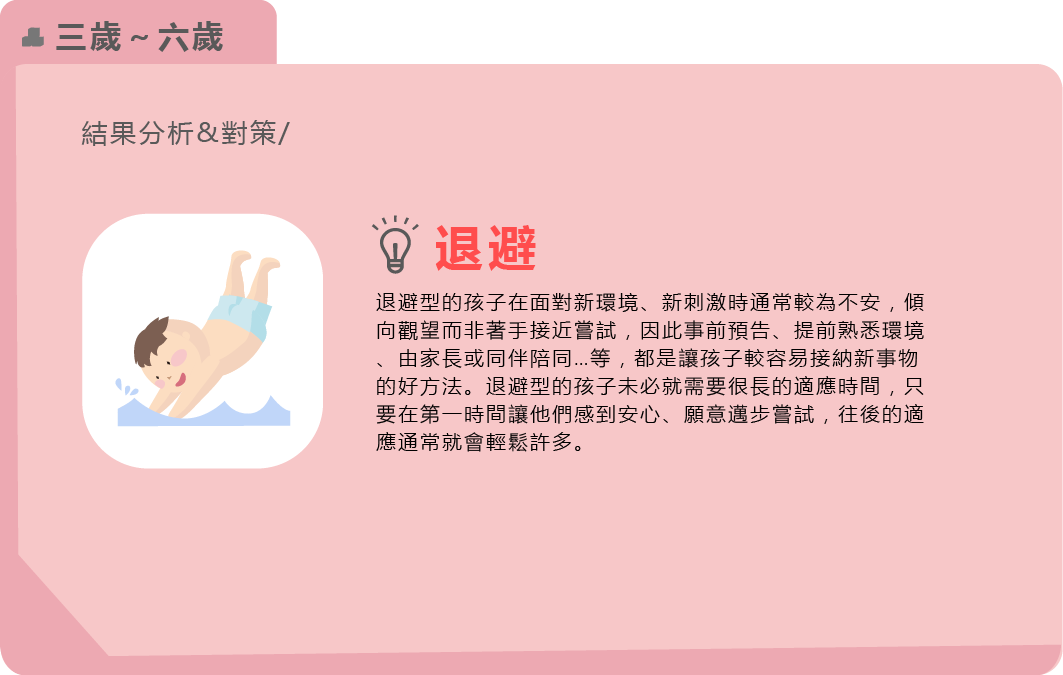 三歲~六歲
結果分析&對策/
退避
退避型的孩子在面對新環境、新刺激時通常較為不安，傾
向觀望而非著手接近嘗試，因此事前預告、提前熟悉環境
、由家長或同伴陪同...等，都是讓孩子較容易接納新事物
的好方法。退避型的孩子未必就需要很長的適應時間，只
要在第一時間讓他們感到安心、願意邁步嘗試，往後的適
應通常就會輕鬆許多。